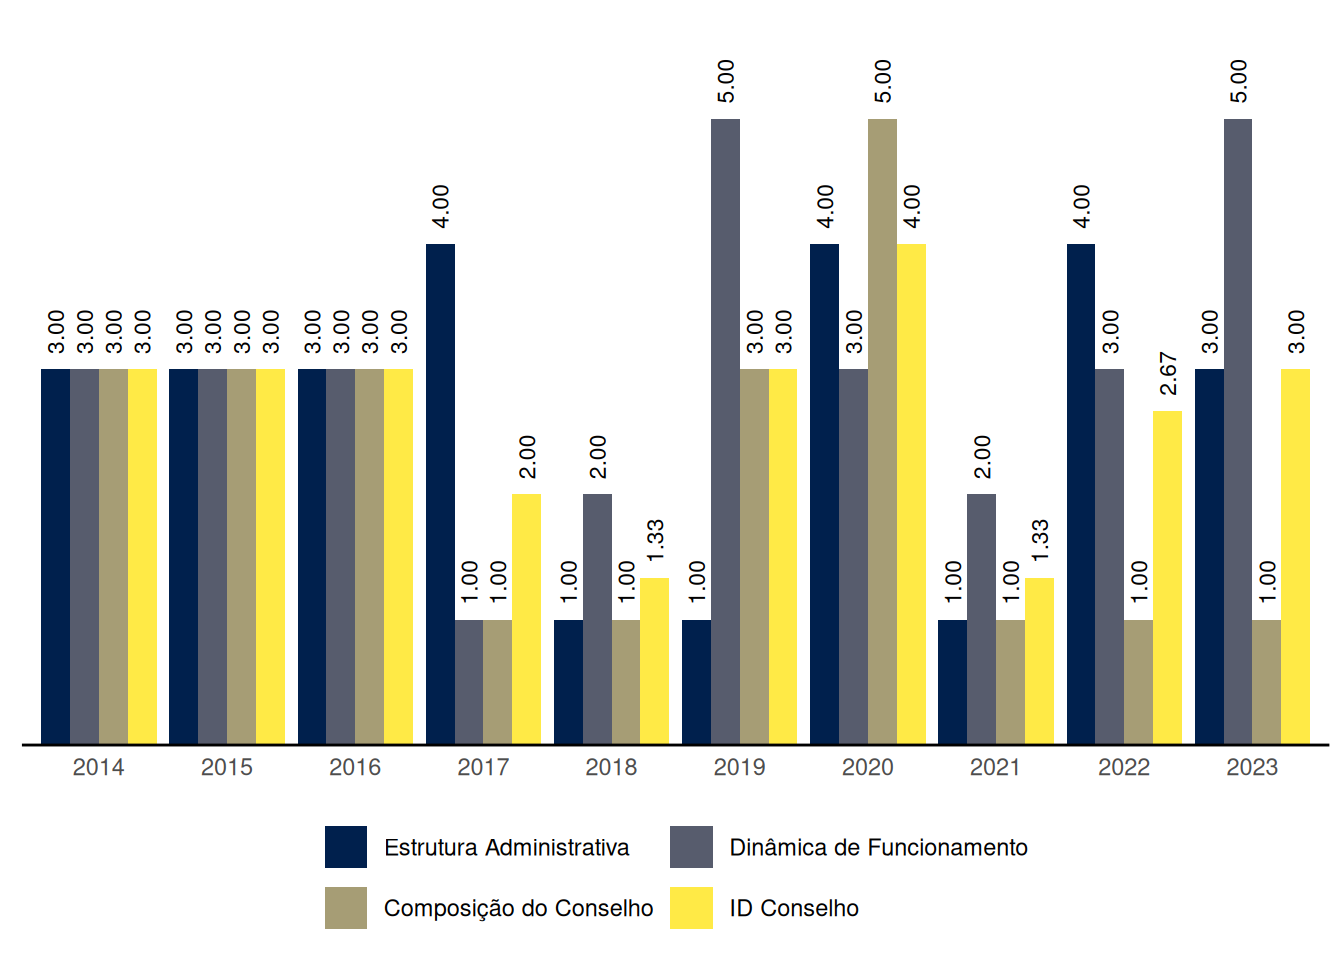 5.00 5.00 5.00
4.00 4.00 4.00 4.00
3.00 3.00 3.00 3.00 3.00 3.00 3.00 3.00 3.00 3.00 3.00 3.00 3.00 3.00 3.00 3.00 3.00 3.00
2.67
2.00 2.00 2.00
1.33 1.33
1.00 1.00 1.00 1.00 1.00 1.00 1.00 1.00 1.00
2014 2015 2016 2017 2018 2019 2020 2021 2022 2023
Estrutura Administrativa Dinâmica de Funcionamento
Composição do Conselho ID Conselho